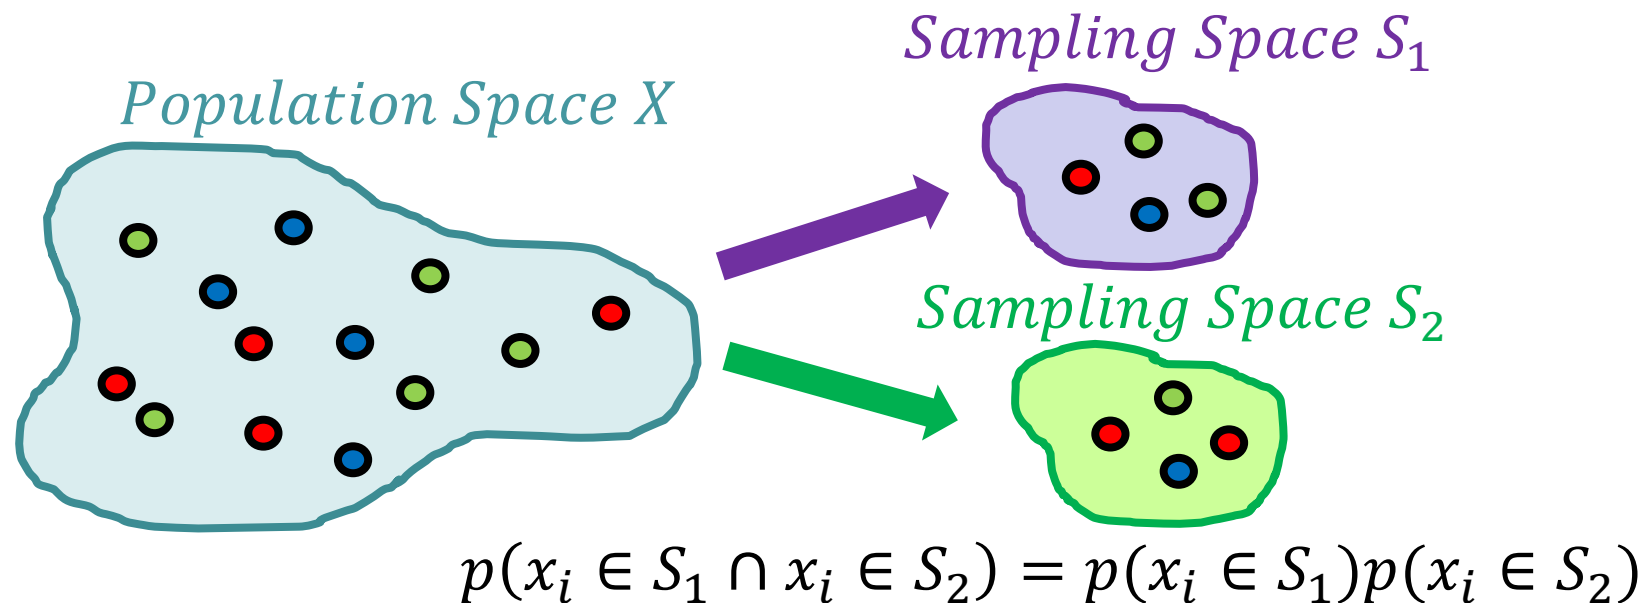 Sampling Space S₁
Population Space X
Sampling Space S₂
p(xᵢ ∈ S₁ ∩ xᵢ ∈ S₂) = p(xᵢ ∈ S₁)p(xᵢ ∈ S₂)